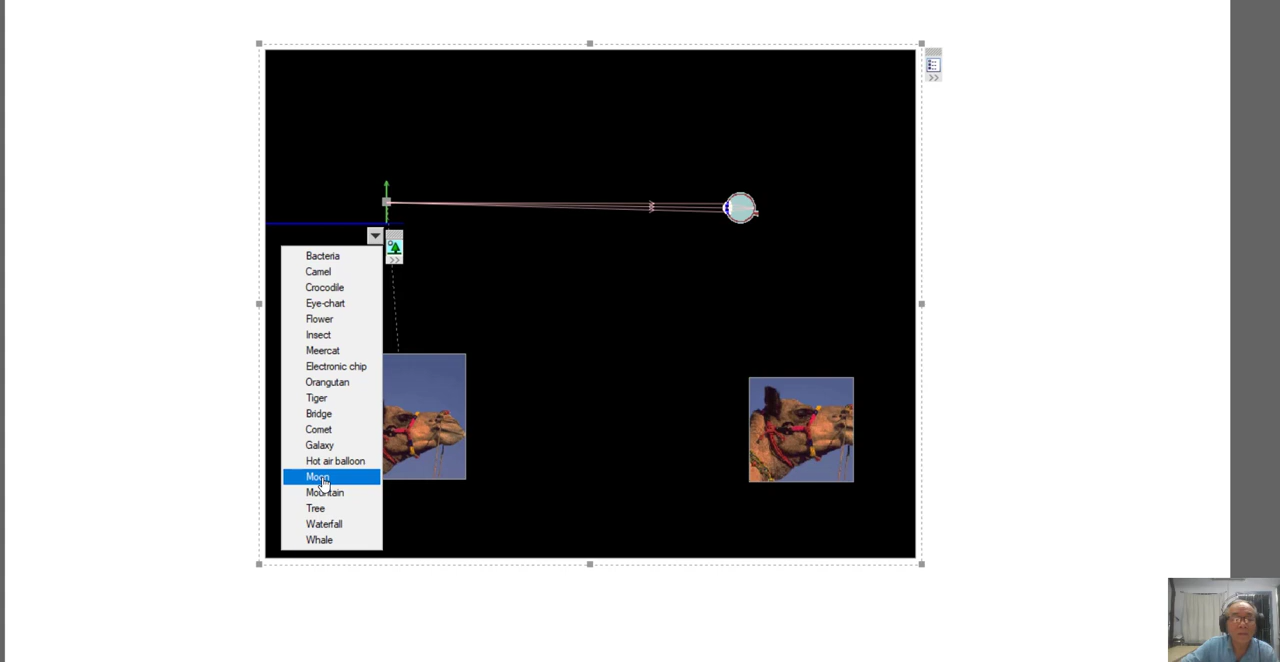 Bacteria
Camel
Crocodile
Eye-chart
Flower
Insect
Meercat
Electronic chip
Orangutan
Tiger
Bridge
Comet
Galaxy
Hot air balloon
Moon
Mountain
Tree
Waterfall
Whale